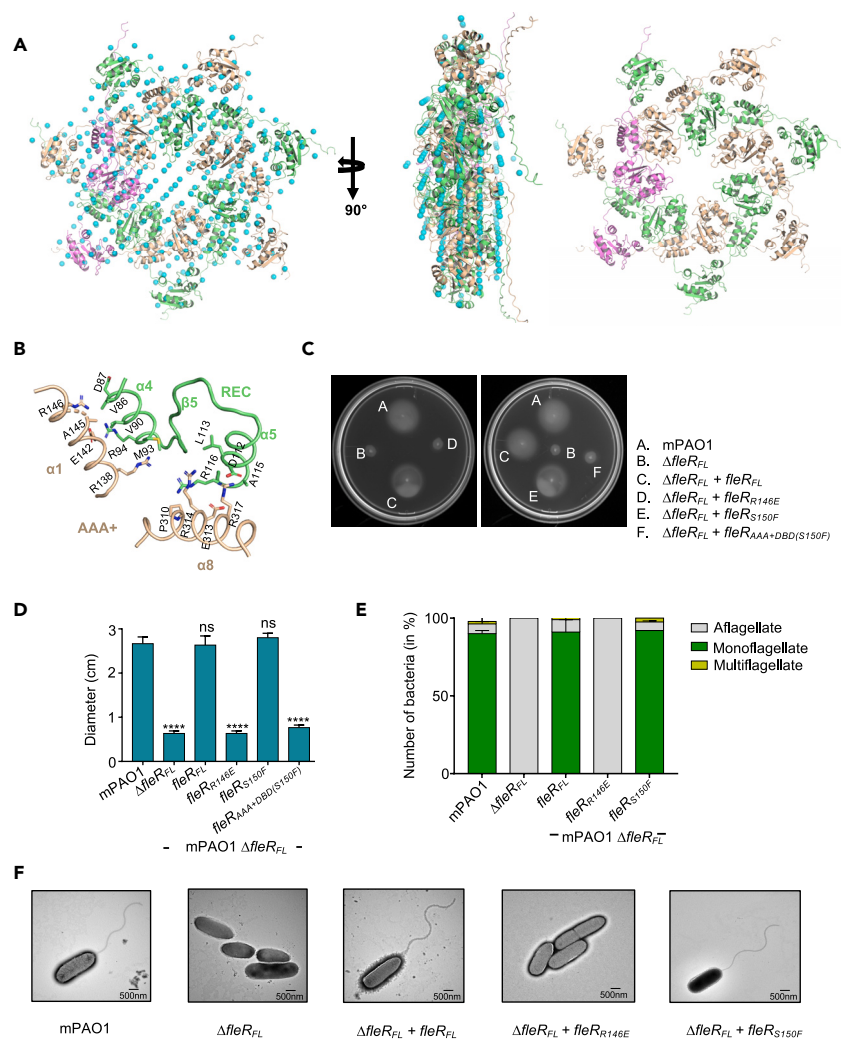 A
90°
B
D87
α4
REC
R146
V86
β5
V90
α5
A145
L113
E142
R94
M93
D112
α1
R138
R116
A115
P310
R314
E313
R317
AAA+
α8
C
A
B
D
C
A
C
B
F
E
A. mPAO1
B. ΔfleR_FL
C. ΔfleR_FL + fleR_FL
D. ΔfleR_FL + fleR_R146E
E. ΔfleR_FL + fleR_S150F
F. ΔfleR_FL + fleR_AAA+DBD(S150F)
D
Diameter (cm)
3
2
1
0
****
ns
****
ns
****
mPAO1
ΔfleR_FL
fleR_FL
fleR_R146E
fleR_S150F
fleR_AAA+DBD(S150F)
- mPAO1 ΔfleR_FL -
E
Number of bacteria (in %)
100
50
0
Aflagellate
Monoflagellate
Multiflagellate
mPAO1
ΔfleR_FL
fleR_FL
fleR_R146E
fleR_S150F
– mPAO1 ΔfleR_FL –
F
500nm
500nm
500nm
500nm
500nm
mPAO1
ΔfleR_FL
ΔfleR_FL + fleR_FL
ΔfleR_FL + fleR_R146E
ΔfleR_FL + fleR_S150F